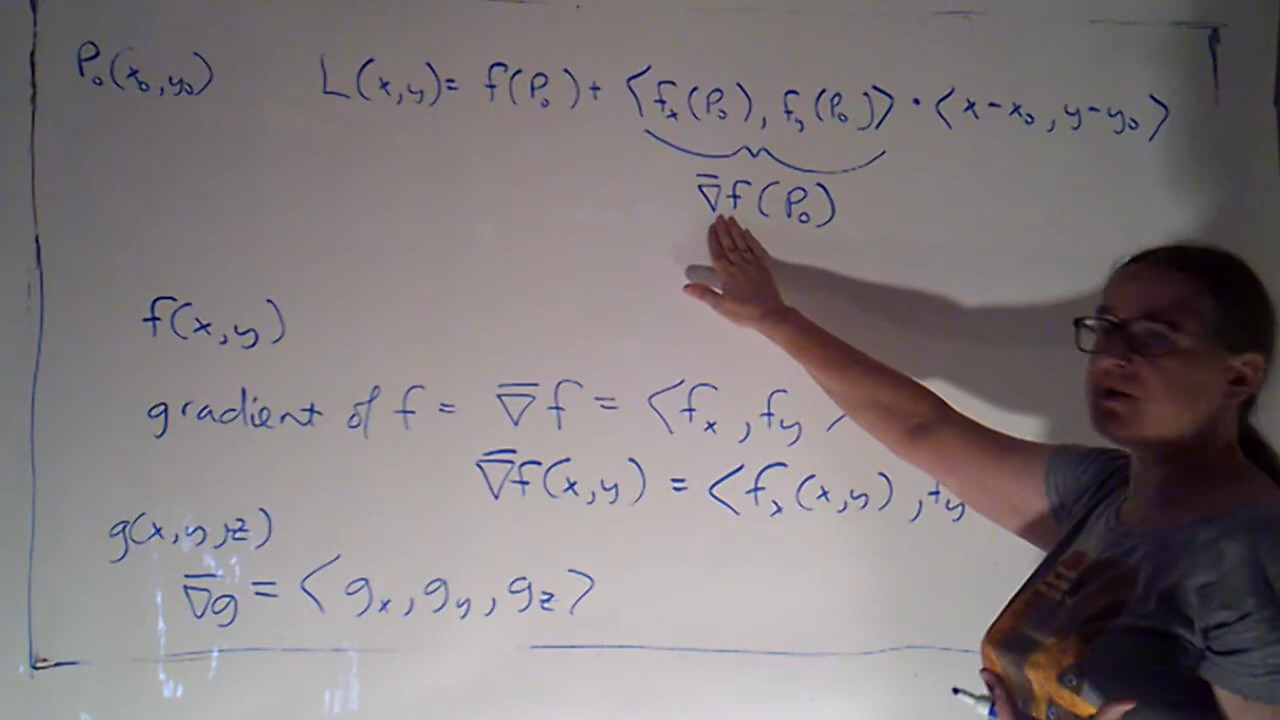 P₀(x₀,y₀) L(x,y)= f(P₀)+ ⟨fₓ(P₀), f_y(P₀)⟩ · ⟨x-x₀, y-y₀⟩
∇̅f(P₀)
f(x,y)
gradient of f = ∇̅f = ⟨fₓ, f_y ⟩
∇̅f(x,y) = ⟨fₓ(x,y), f_y
g(x,y,z)
∇̅g = ⟨gₓ, g_y, g_z⟩